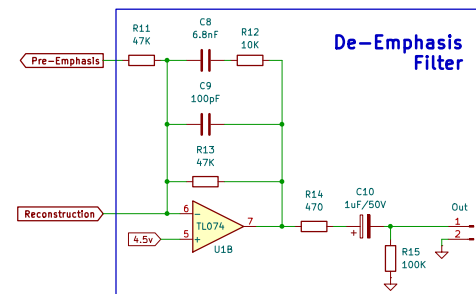 De-Emphasis
Filter
R11
47K
C8
6.8nF
R12
10K
Pre-Emphasis
C9
100pF
R13
47K
Reconstruction
6
−
TL074
7
4.5v
5
+
U1B
R14
470
C10
1uF/50V
+
Out
1
2
R15
100K